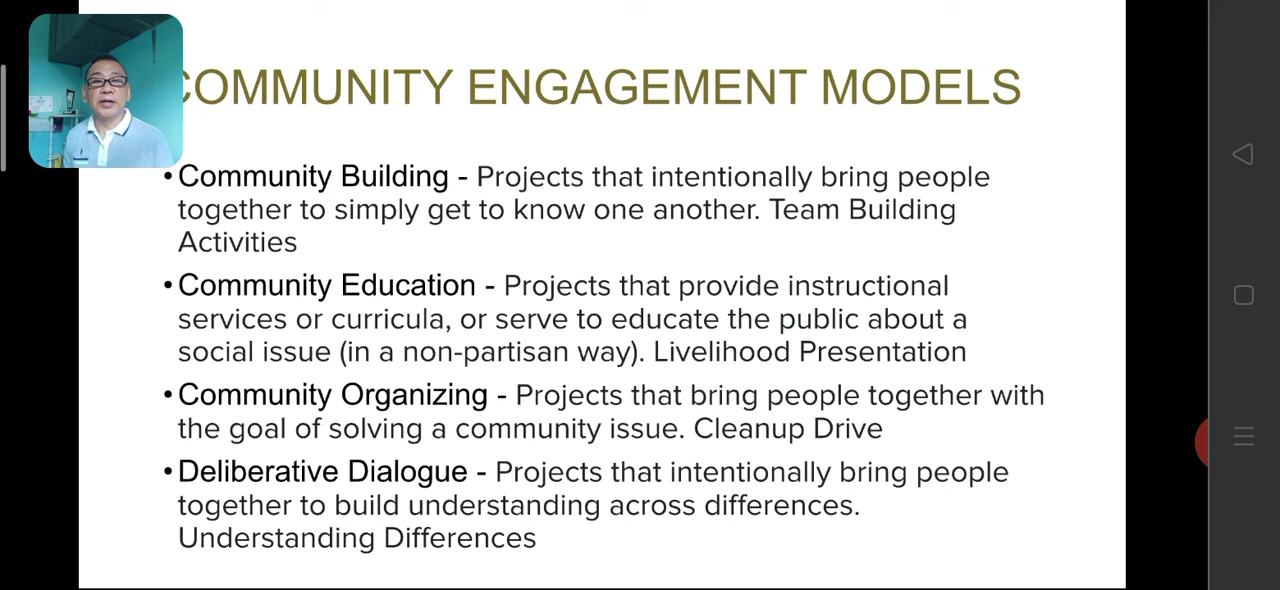 COMMUNITY ENGAGEMENT MODELS
• Community Building - Projects that intentionally bring people
together to simply get to know one another. Team Building
Activities
• Community Education - Projects that provide instructional
services or curricula, or serve to educate the public about a
social issue (in a non-partisan way). Livelihood Presentation
• Community Organizing - Projects that bring people together with
the goal of solving a community issue. Cleanup Drive
• Deliberative Dialogue - Projects that intentionally bring people
together to build understanding across differences.
Understanding Differences